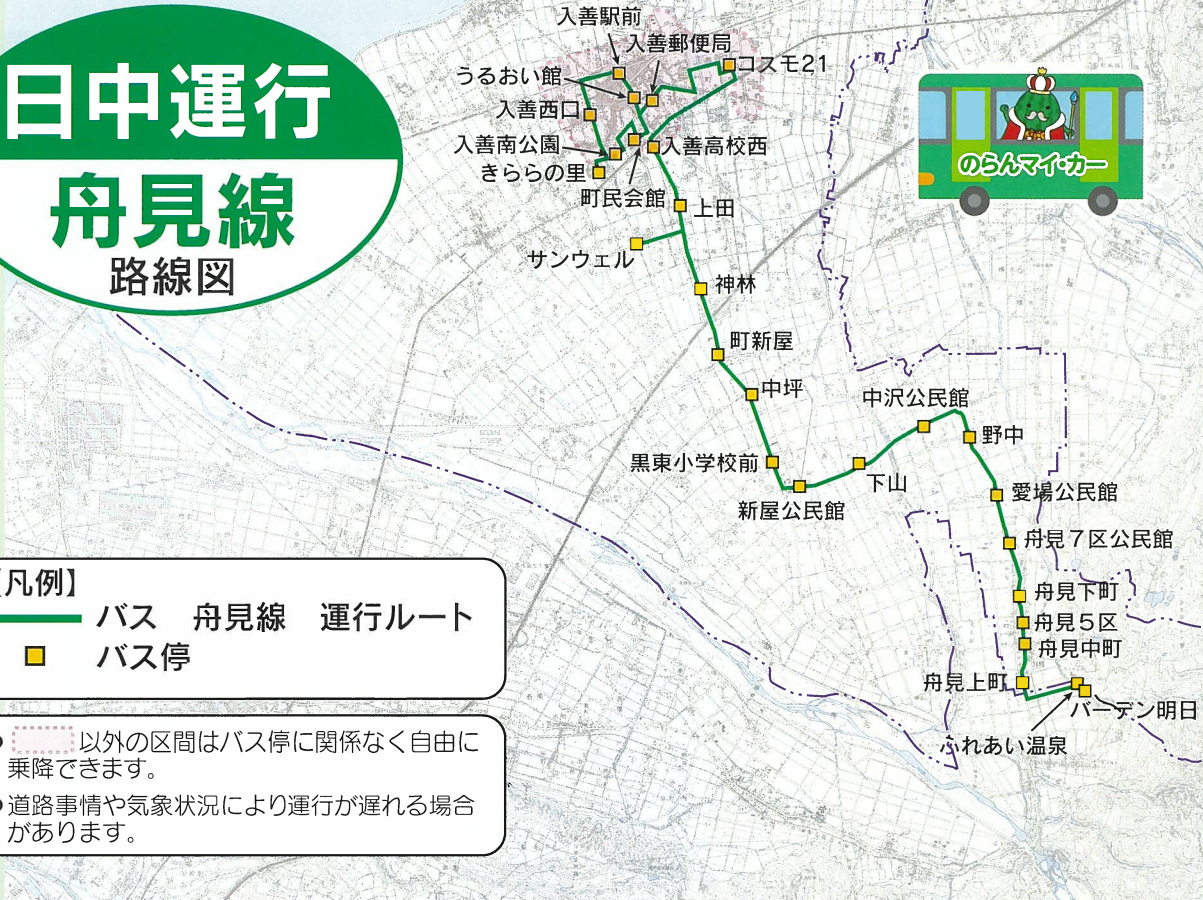 日中運行
舟見線
路線図
入善駅前
入善郵便局
コスモ21
うるおい館
入善西口
入善南公園
きららの里
町民会館
入善高校西
上田
サンウェル
神林
町新屋
中坪
黒東小学校前
新屋公民館
下山
中沢公民館
野中
愛場公民館
舟見7区公民館
舟見下町
舟見5区
舟見中町
舟見上町
バーデン明日
ふれあい温泉
のらんマイ・カー
【凡例】
バス 舟見線 運行ルート
バス停
以外の区間はバス停に関係なく自由に
乗降できます。
道路事情や気象状況により運行が遅れる場合
があります。